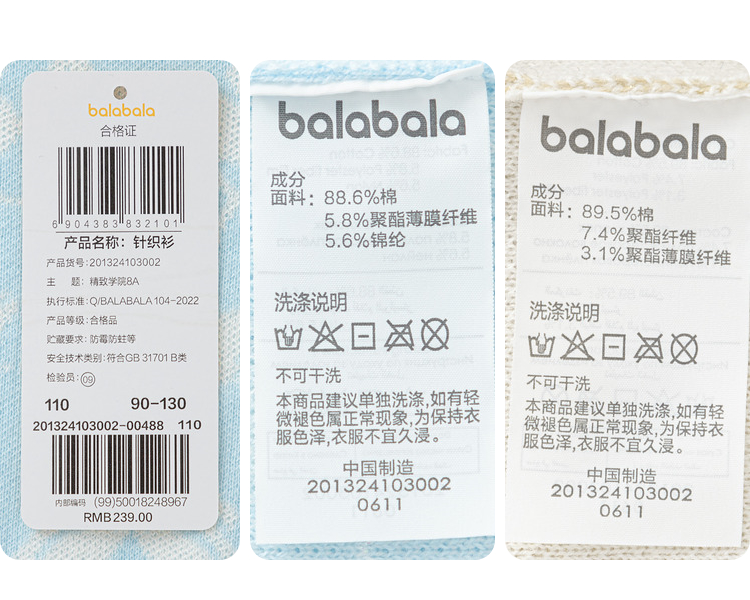 balabala
合格证
6 904383 832101
产品名称：针织衫
产品货号：201324103002
主　题：精致学院8A
执行标准：Q/BALABALA 104-2022
产品等级：合格品
贮藏要求：防霉防蛀等
安全技术类别：符合GB 31701 B类
检验员：09
110 90-130
201324103002-00488 110
内部编码 (99)50018248967
RMB239.00
balabala
成分
面料：88.6%棉
5.8%聚酯薄膜纤维
5.6%锦纶
洗涤说明
不可干洗
本商品建议单独洗涤,如有轻
微褪色属正常现象,为保持衣
服色泽,衣服不宜久浸。
中国制造
201324103002
0611
balabala
成分
面料：89.5%棉
7.4%聚酯纤维
3.1%聚酯薄膜纤维
洗涤说明
不可干洗
本商品建议单独洗涤,如有轻
微褪色属正常现象,为保持衣
服色泽,衣服不宜久浸。
中国制造
201324103002
0611